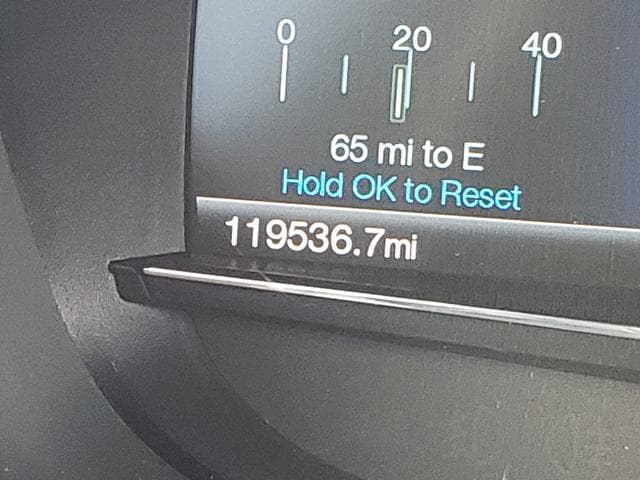 0 20 40
65 mi to E
Hold OK to Reset
119536.7mi